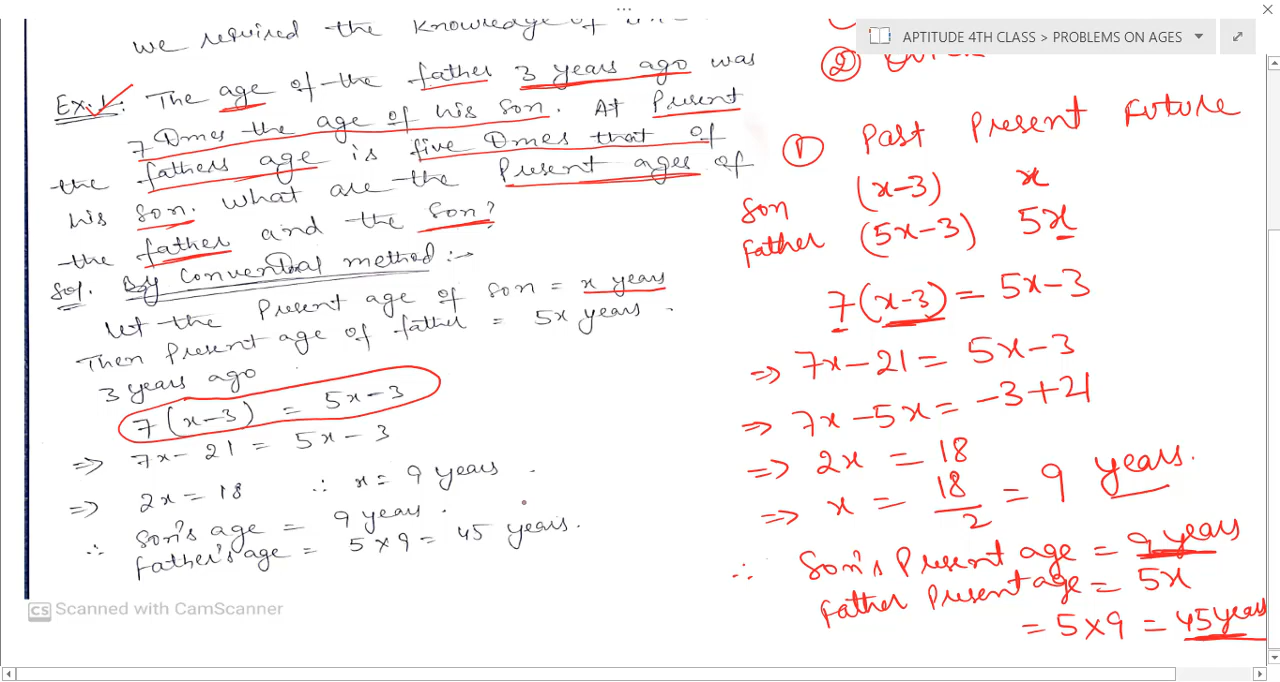 we required the knowledge of
Ex:1:- The age of the father 3 years ago was
7 times the age of his son. At Present
the fathers age is five times that of
his son. what are the Present ages of
the father and the son?
Sol. By conventional method :-
let the Present age of son = x years
Then Present age of father = 5x years.
3 years ago
7(x-3) = 5x-3
=> 7x-21 = 5x-3
=> 2x = 18 ∴ x = 9 years.
∴ Son's age = 9 years.
Father's age = 5x9 = 45 years.
CS Scanned with CamScanner
APTITUDE 4TH CLASS > PROBLEMS ON AGES
②
① Past Present Future
Son (x-3) x
Father (5x-3) 5x
7(x-3) = 5x-3
=> 7x-21 = 5x-3
=> 7x-5x = -3+21
=> 2x = 18
=> x = 18/2 = 9 years.
∴ Son's Present age = 9 years
Father Present age = 5x
= 5x9 = 45 years